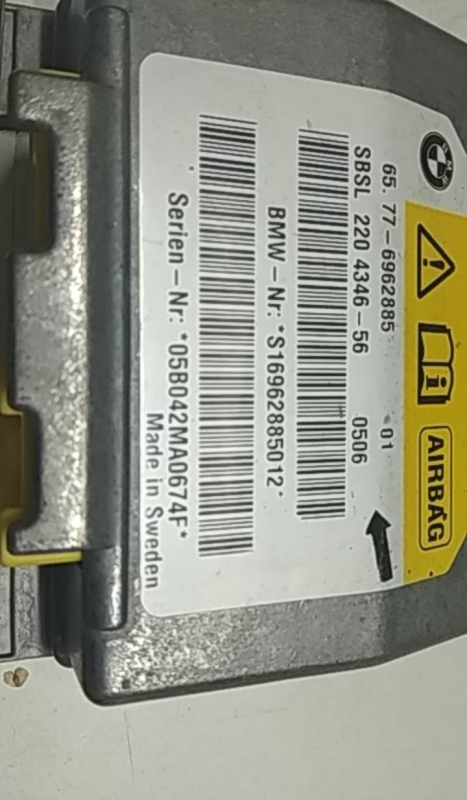 BMW
65. 77-6962885 01
SBSL 220 4346-56 0506
BMW-Nr: *S16962885012*
Serien-Nr: *05B042MA0674F*
Made in Sweden
AIRBAG